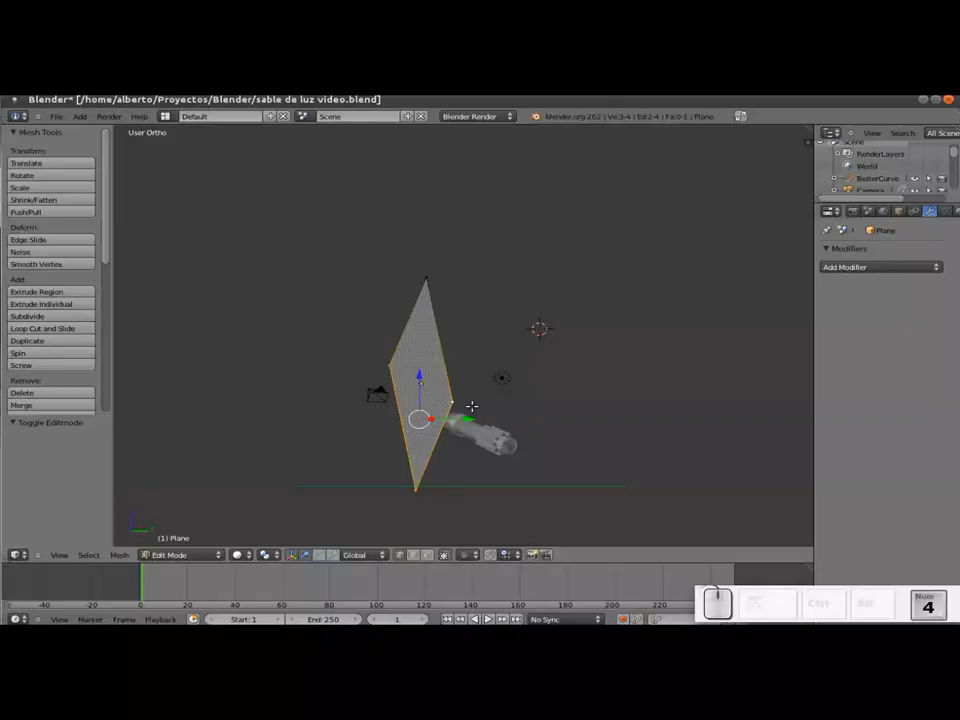 Blender* [/home/alberto/Proyectos/Blender/sable de luz video.blend]
File Add Render Help Default Scene Blender Render blender.org 262 | Ve:3-4 | Ed:2-4 | Fa:0-1 | Plane
Mesh Tools
User Ortho
View Search All Scene
Scene
Transform:
RenderLayers
Translate
World
Rotate
BezierCurve
Scale
Camera
Shrink/Fatten
Push/Pull
Deform:
Plane
Edge Slide
Modifiers
Noise
Smooth Vertex
Add Modifier
Add:
Extrude Region
Extrude Individual
Subdivide
Loop Cut and Slide
Duplicate
Spin
Screw
Remove:
Delete
Merge
Toggle Editmode
(1) Plane
View Select Mesh Edit Mode Global
Ctrl
Num
4
-40 -20 0 20 40 60 80 100 120 140 160 180 200 220
View Marker Frame Playback Start: 1 End: 250 1 No Sync